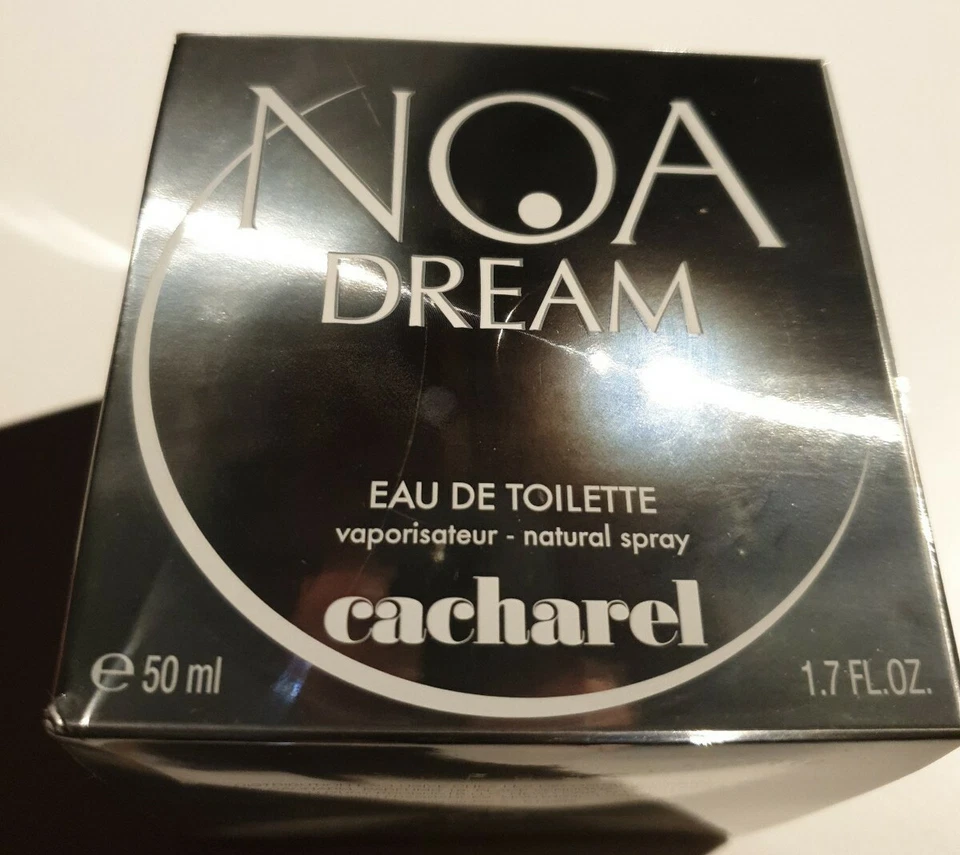 NOA
DREAM
EAU DE TOILETTE
vaporisateur - natural spray
cacharel
℮ 50 ml
1.7 FL.OZ.